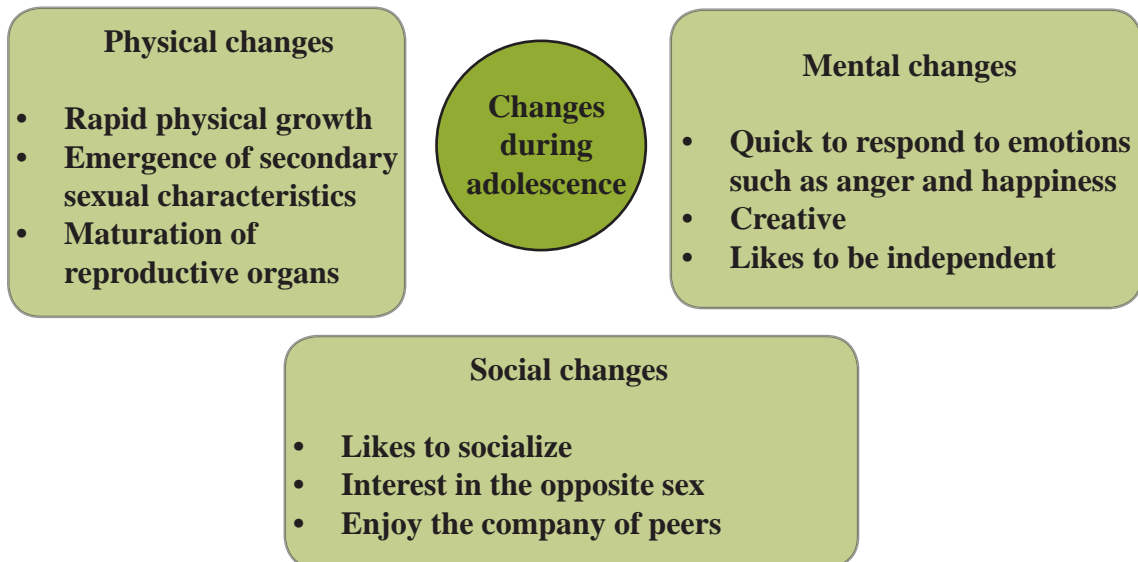 Physical changes
• Rapid physical growth
• Emergence of secondary
sexual characteristics
• Maturation of
reproductive organs
Changes
during
adolescence
Mental changes
• Quick to respond to emotions
such as anger and happiness
• Creative
• Likes to be independent
Social changes
• Likes to socialize
• Interest in the opposite sex
• Enjoy the company of peers